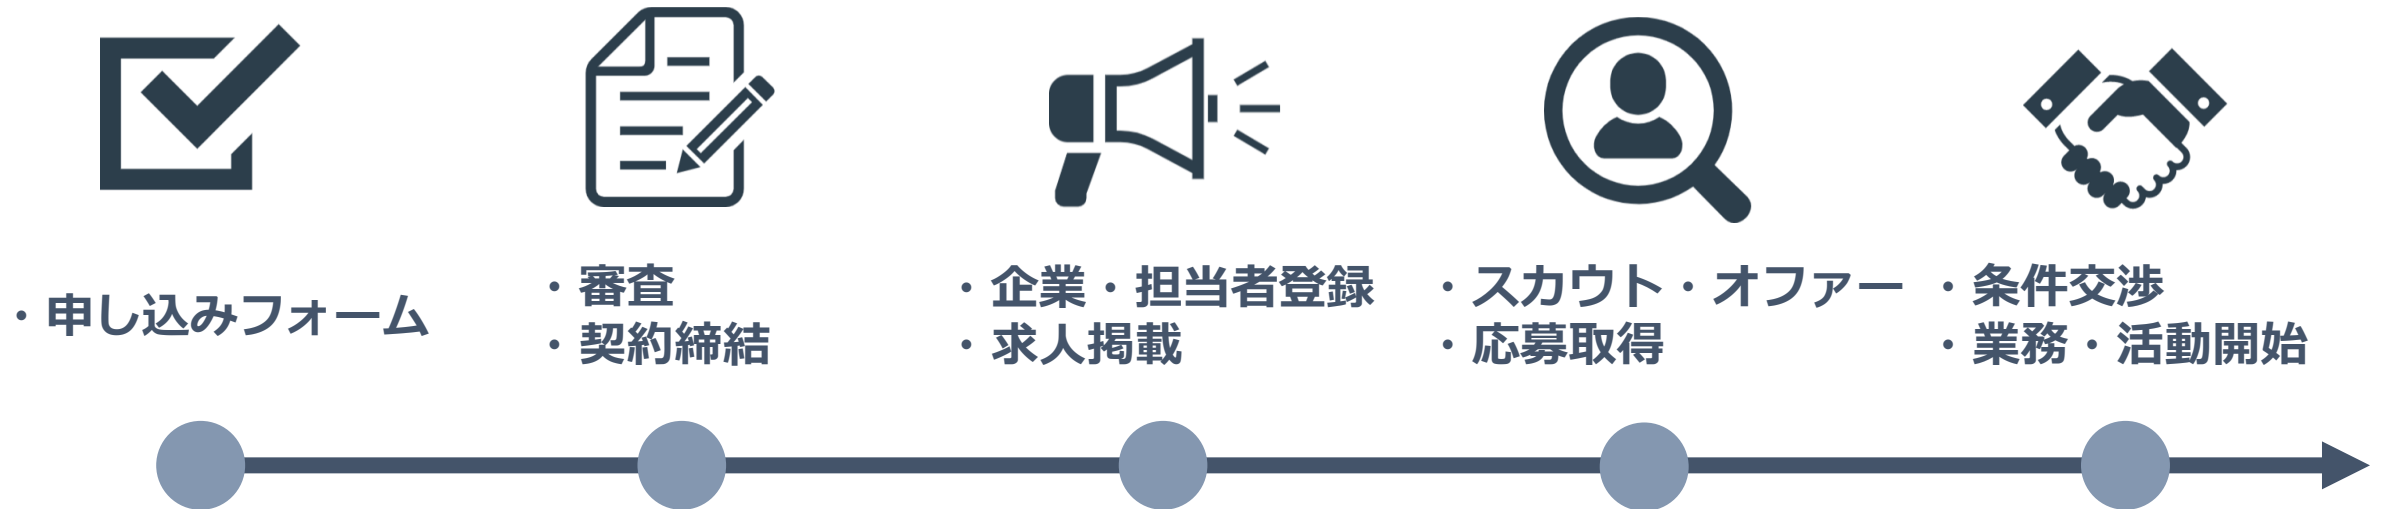 ・申し込みフォーム
・審査
・契約締結
・企業・担当者登録
・求人掲載
・スカウト・オファー
・応募取得
・条件交渉
・業務・活動開始